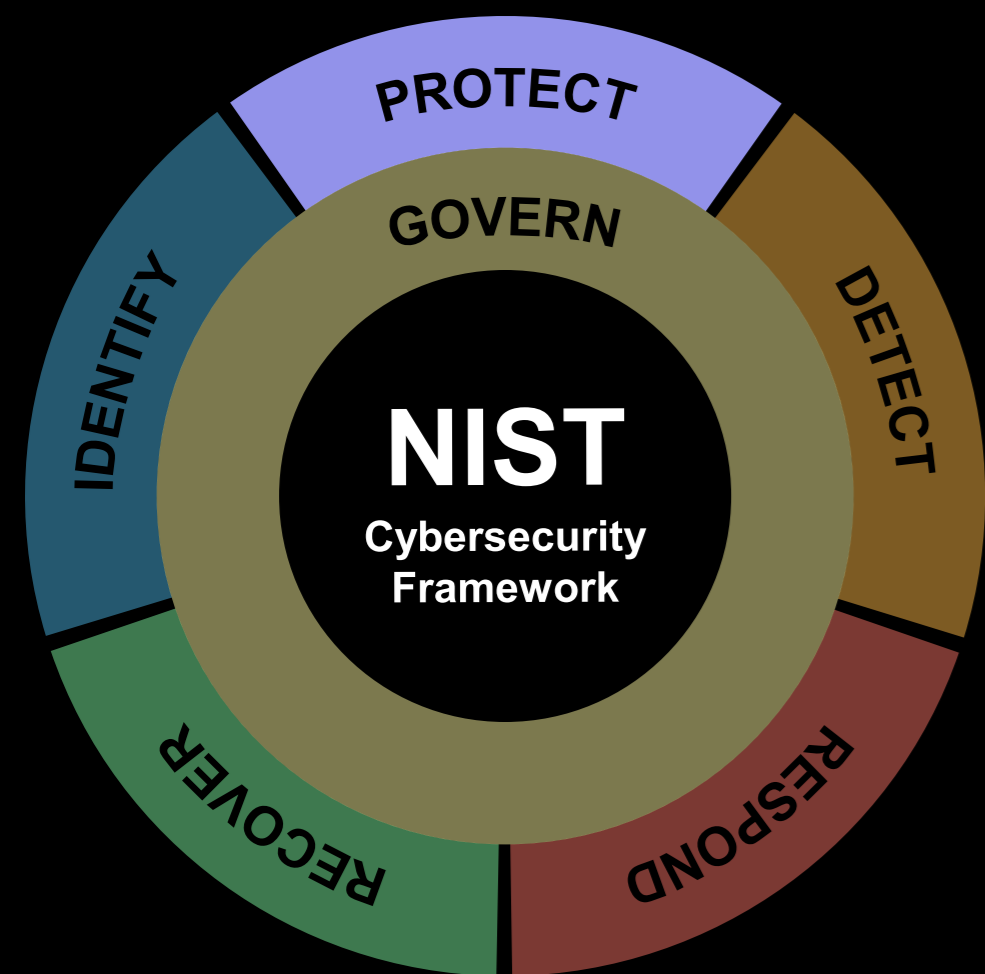 PROTECT
GOVERN
IDENTIFY
DETECT
NIST
Cybersecurity
Framework
RECOVER
RESPOND